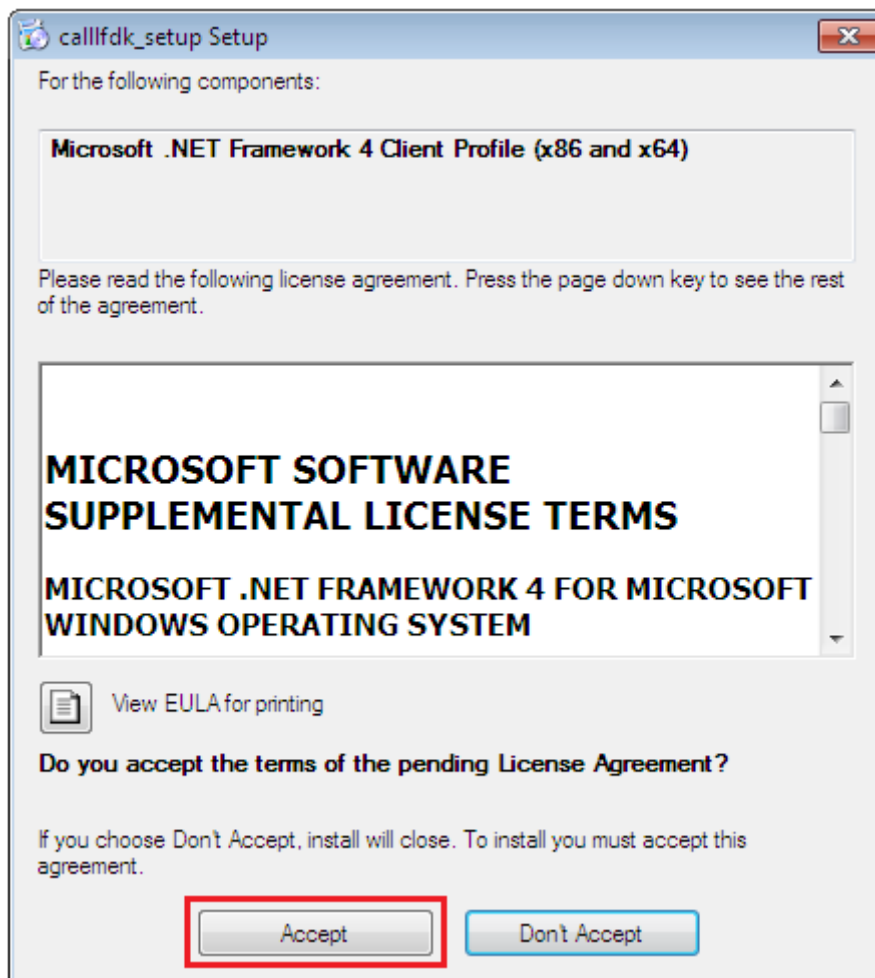 calllfdk_setup Setup
For the following components:
Microsoft .NET Framework 4 Client Profile (x86 and x64)
Please read the following license agreement. Press the page down key to see the rest
of the agreement.
MICROSOFT SOFTWARE
SUPPLEMENTAL LICENSE TERMS
MICROSOFT .NET FRAMEWORK 4 FOR MICROSOFT
WINDOWS OPERATING SYSTEM
View EULA for printing
Do you accept the terms of the pending License Agreement?
If you choose Don't Accept, install will close. To install you must accept this
agreement.
Accept
Don't Accept